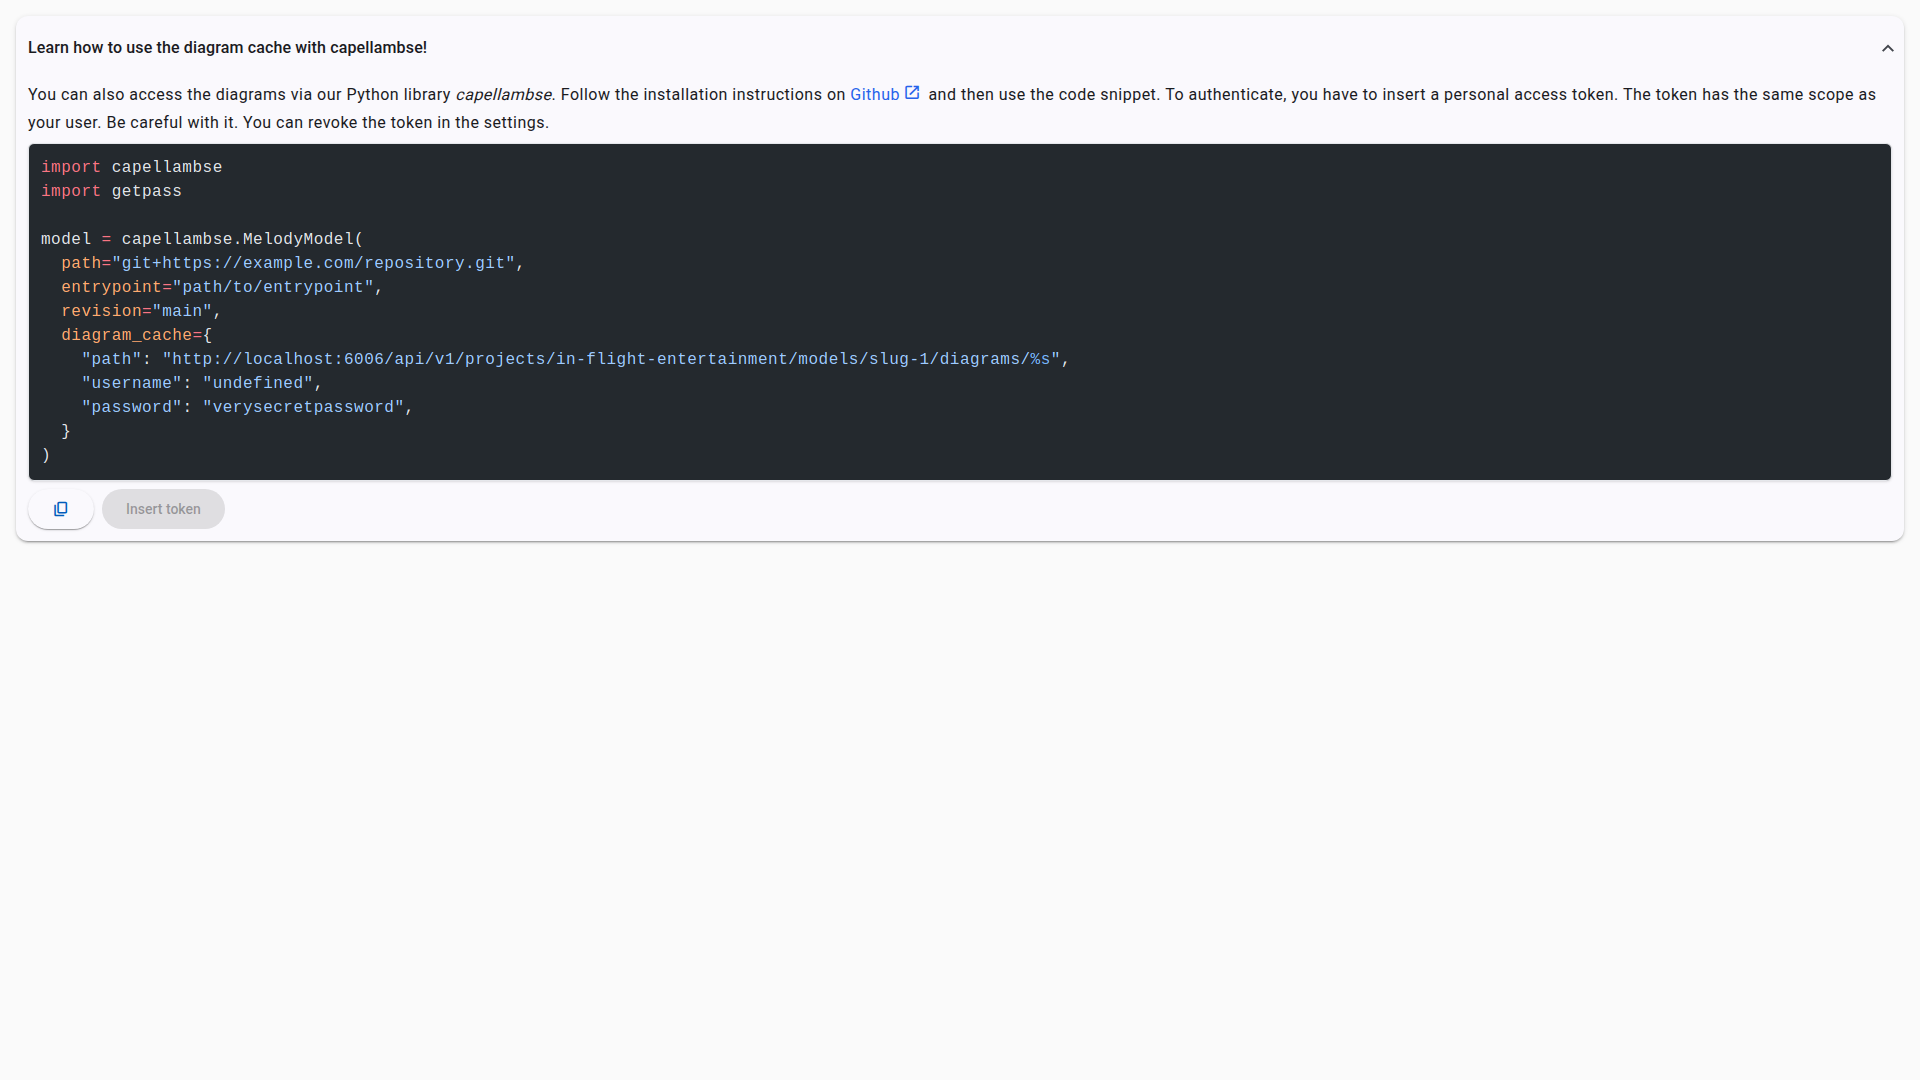 Learn how to use the diagram cache with capellambse!
You can also access the diagrams via our Python library capellambse. Follow the installation instructions on Github and then use the code snippet. To authenticate, you have to insert a personal access token. The token has the same scope as
your user. Be careful with it. You can revoke the token in the settings.
import capellambse
import getpass

model = capellambse.MelodyModel(
  path="git+https://example.com/repository.git",
  entrypoint="path/to/entrypoint",
  revision="main",
  diagram_cache={
    "path": "http://localhost:6006/api/v1/projects/in-flight-entertainment/models/slug-1/diagrams/%s",
    "username": "undefined",
    "password": "verysecretpassword",
  }
)
Insert token